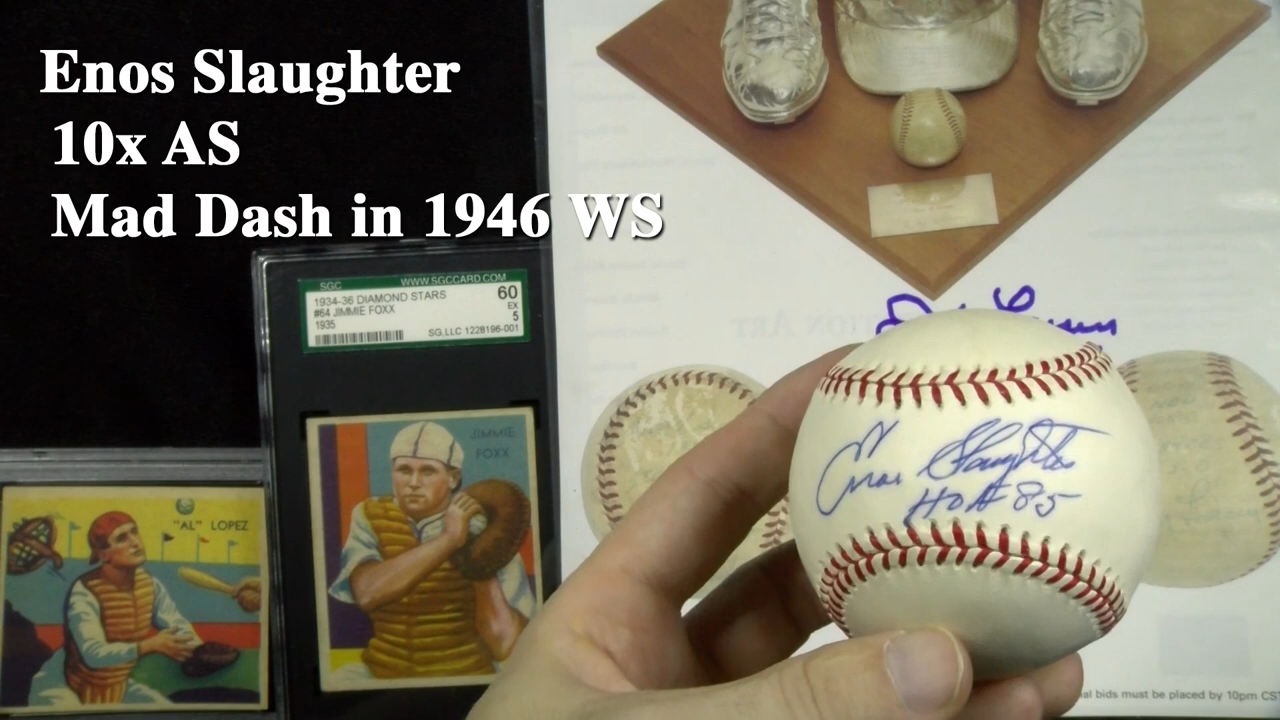 Enos Slaughter
10x AS
Mad Dash in 1946 WS
SGC WWW.SGCCARD.COM
1934-36 DIAMOND STARS 60
#64 JIMMIE FOXX EX
1935 5
SG.LLC 1228196-001
JIMMIE
FOXX
"AL" LOPEZ
Enos Slaughter
HOF 85
al bids must be placed by 10pm CS